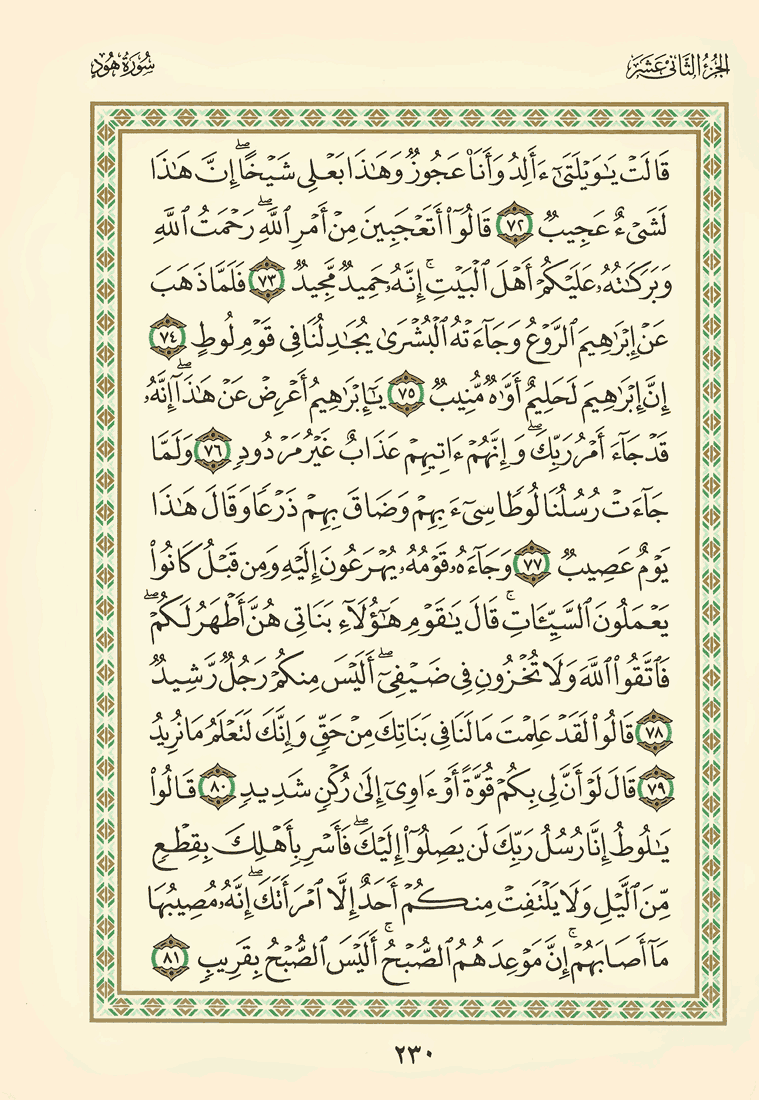 الجزء الثاني عشر
سورة هود
قَالَتْ يَـٰوَيْلَتَىٰٓ ءَأَلِدُ وَأَنَا۠ عَجُوزٌ وَهَـٰذَا بَعْلِى شَيْخًا ۖ إِنَّ هَـٰذَا
لَشَىْءٌ عَجِيبٌ ٧٢ قَالُوٓا۟ أَتَعْجَبِينَ مِنْ أَمْرِ ٱللَّهِ ۖ رَحْمَتُ ٱللَّهِ
وَبَرَكَـٰتُهُۥ عَلَيْكُمْ أَهْلَ ٱلْبَيْتِ ۚ إِنَّهُۥ حَمِيدٌ مَّجِيدٌ ٧٣ فَلَمَّا ذَهَبَ
عَنْ إِبْرَٰهِيمَ ٱلرَّوْعُ وَجَآءَتْهُ ٱلْبُشْرَىٰ يُجَـٰدِلُنَا فِى قَوْمِ لُوطٍ ٧٤
إِنَّ إِبْرَٰهِيمَ لَحَلِيمٌ أَوَّٰهٌ مُّنِيبٌ ٧٥ يَـٰٓإِبْرَٰهِيمُ أَعْرِضْ عَنْ هَـٰذَآ ۖ إِنَّهُۥ
قَدْ جَآءَ أَمْرُ رَبِّكَ ۖ وَإِنَّهُمْ ءَاتِيهِمْ عَذَابٌ غَيْرُ مَرْدُودٍ ٧٦ وَلَمَّا
جَآءَتْ رُسُلُنَا لُوطًا سِىٓءَ بِهِمْ وَضَاقَ بِهِمْ ذَرْعًا وَقَالَ هَـٰذَا
يَوْمٌ عَصِيبٌ ٧٧ وَجَآءَهُۥ قَوْمُهُۥ يُهْرَعُونَ إِلَيْهِ وَمِن قَبْلُ كَانُوا۟
يَعْمَلُونَ ٱلسَّيِّـَٔاتِ ۚ قَالَ يَـٰقَوْمِ هَـٰٓؤُلَآءِ بَنَاتِى هُنَّ أَطْهَرُ لَكُمْ ۖ
فَٱتَّقُوا۟ ٱللَّهَ وَلَا تُخْزُونِ فِى ضَيْفِىٓ ۖ أَلَيْسَ مِنكُمْ رَجُلٌ رَّشِيدٌ
٧٨ قَالُوا۟ لَقَدْ عَلِمْتَ مَا لَنَا فِى بَنَاتِكَ مِنْ حَقٍّ وَإِنَّكَ لَتَعْلَمُ مَا نُرِيدُ
٧٩ قَالَ لَوْ أَنَّ لِى بِكُمْ قُوَّةً أَوْ ءَاوِىٓ إِلَىٰ رُكْنٍ شَدِيدٍ ٨٠ قَالُوا۟
يَـٰلُوطُ إِنَّا رُسُلُ رَبِّكَ لَن يَصِلُوٓا۟ إِلَيْكَ ۖ فَأَسْرِ بِأَهْلِكَ بِقِطْعٍ
مِّنَ ٱلَّيْلِ وَلَا يَلْتَفِتْ مِنكُمْ أَحَدٌ إِلَّا ٱمْرَأَتَكَ ۖ إِنَّهُۥ مُصِيبُهَا
مَآ أَصَابَهُمْ ۚ إِنَّ مَوْعِدَهُمُ ٱلصُّبْحُ ۚ أَلَيْسَ ٱلصُّبْحُ بِقَرِيبٍ ٨١
٢٣٠